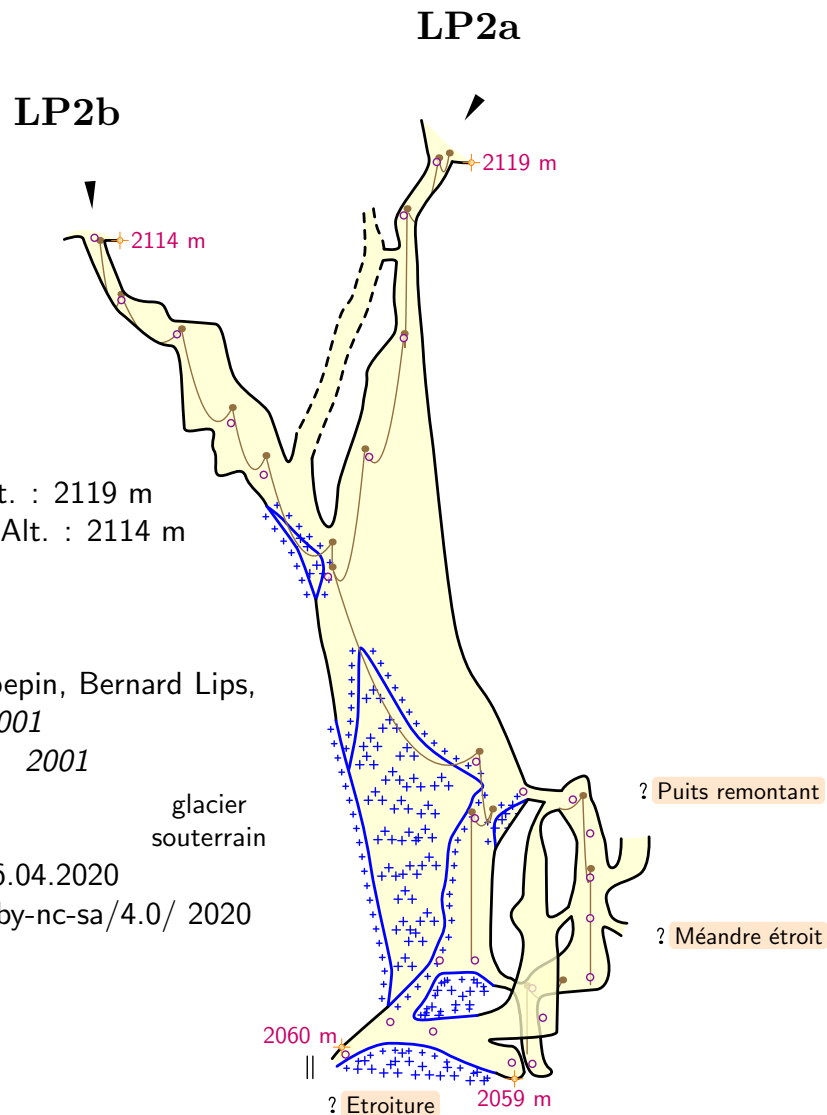 LP2a
LP2b
2119 m
2114 m
t. : 2119 m
Alt. : 2114 m
epin, Bernard Lips,
001
2001
glacier
souterrain
? Puits remontant
6.04.2020
by-nc-sa/4.0/ 2020
? Méandre étroit
2060 m
? Etroiture
2059 m